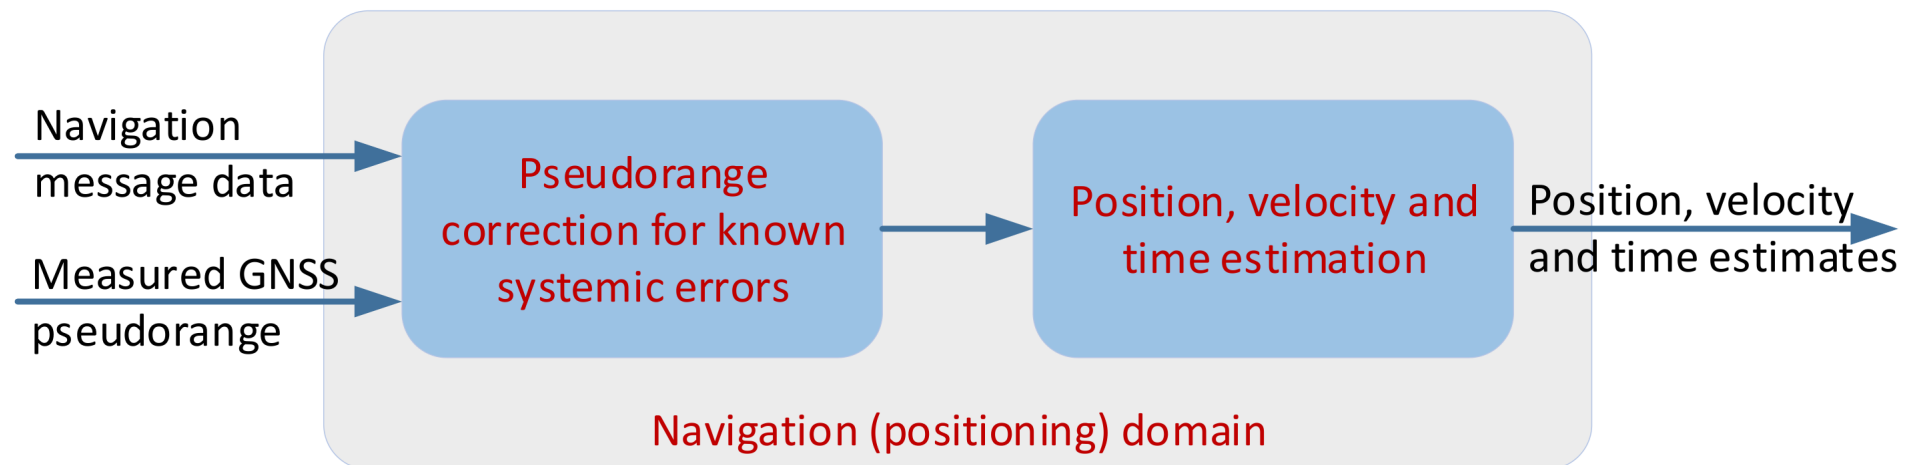 Navigation
message data
Measured GNSS
pseudorange
Pseudorange
correction for known
systemic errors
Position, velocity and
time estimation
Position, velocity
and time estimates
Navigation (positioning) domain